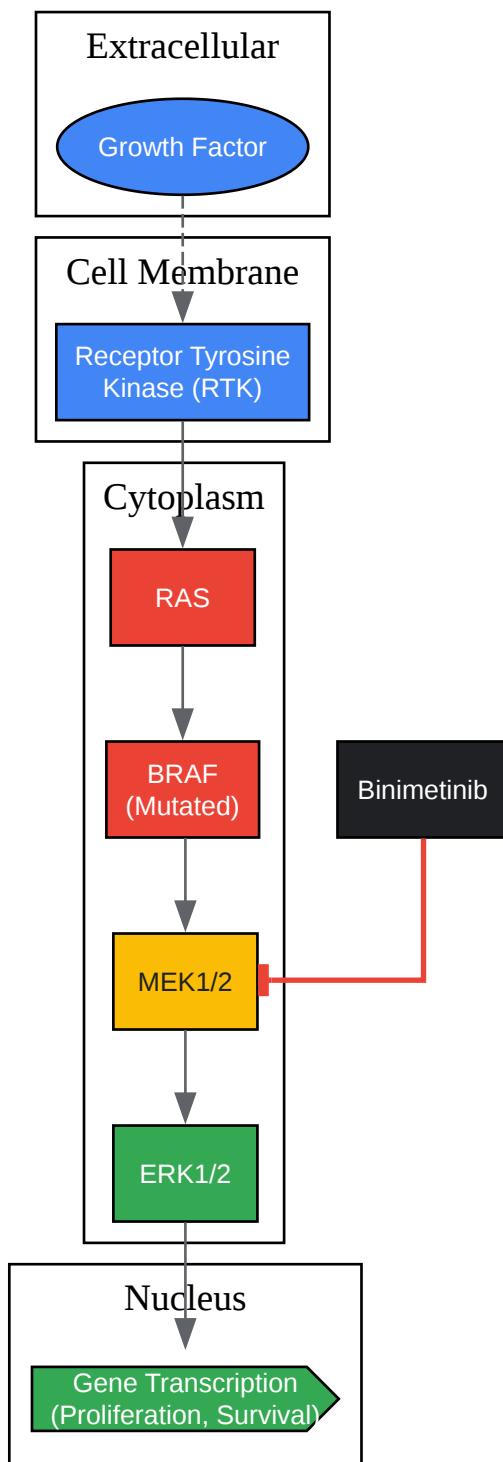 Extracellular
Growth Factor
Cell Membrane
Receptor Tyrosine
Kinase (RTK)
Cytoplasm
RAS
BRAF
(Mutated)
Binimetinib
MEK1/2
ERK1/2
Nucleus
Gene Transcription
(Proliferation, Survival)